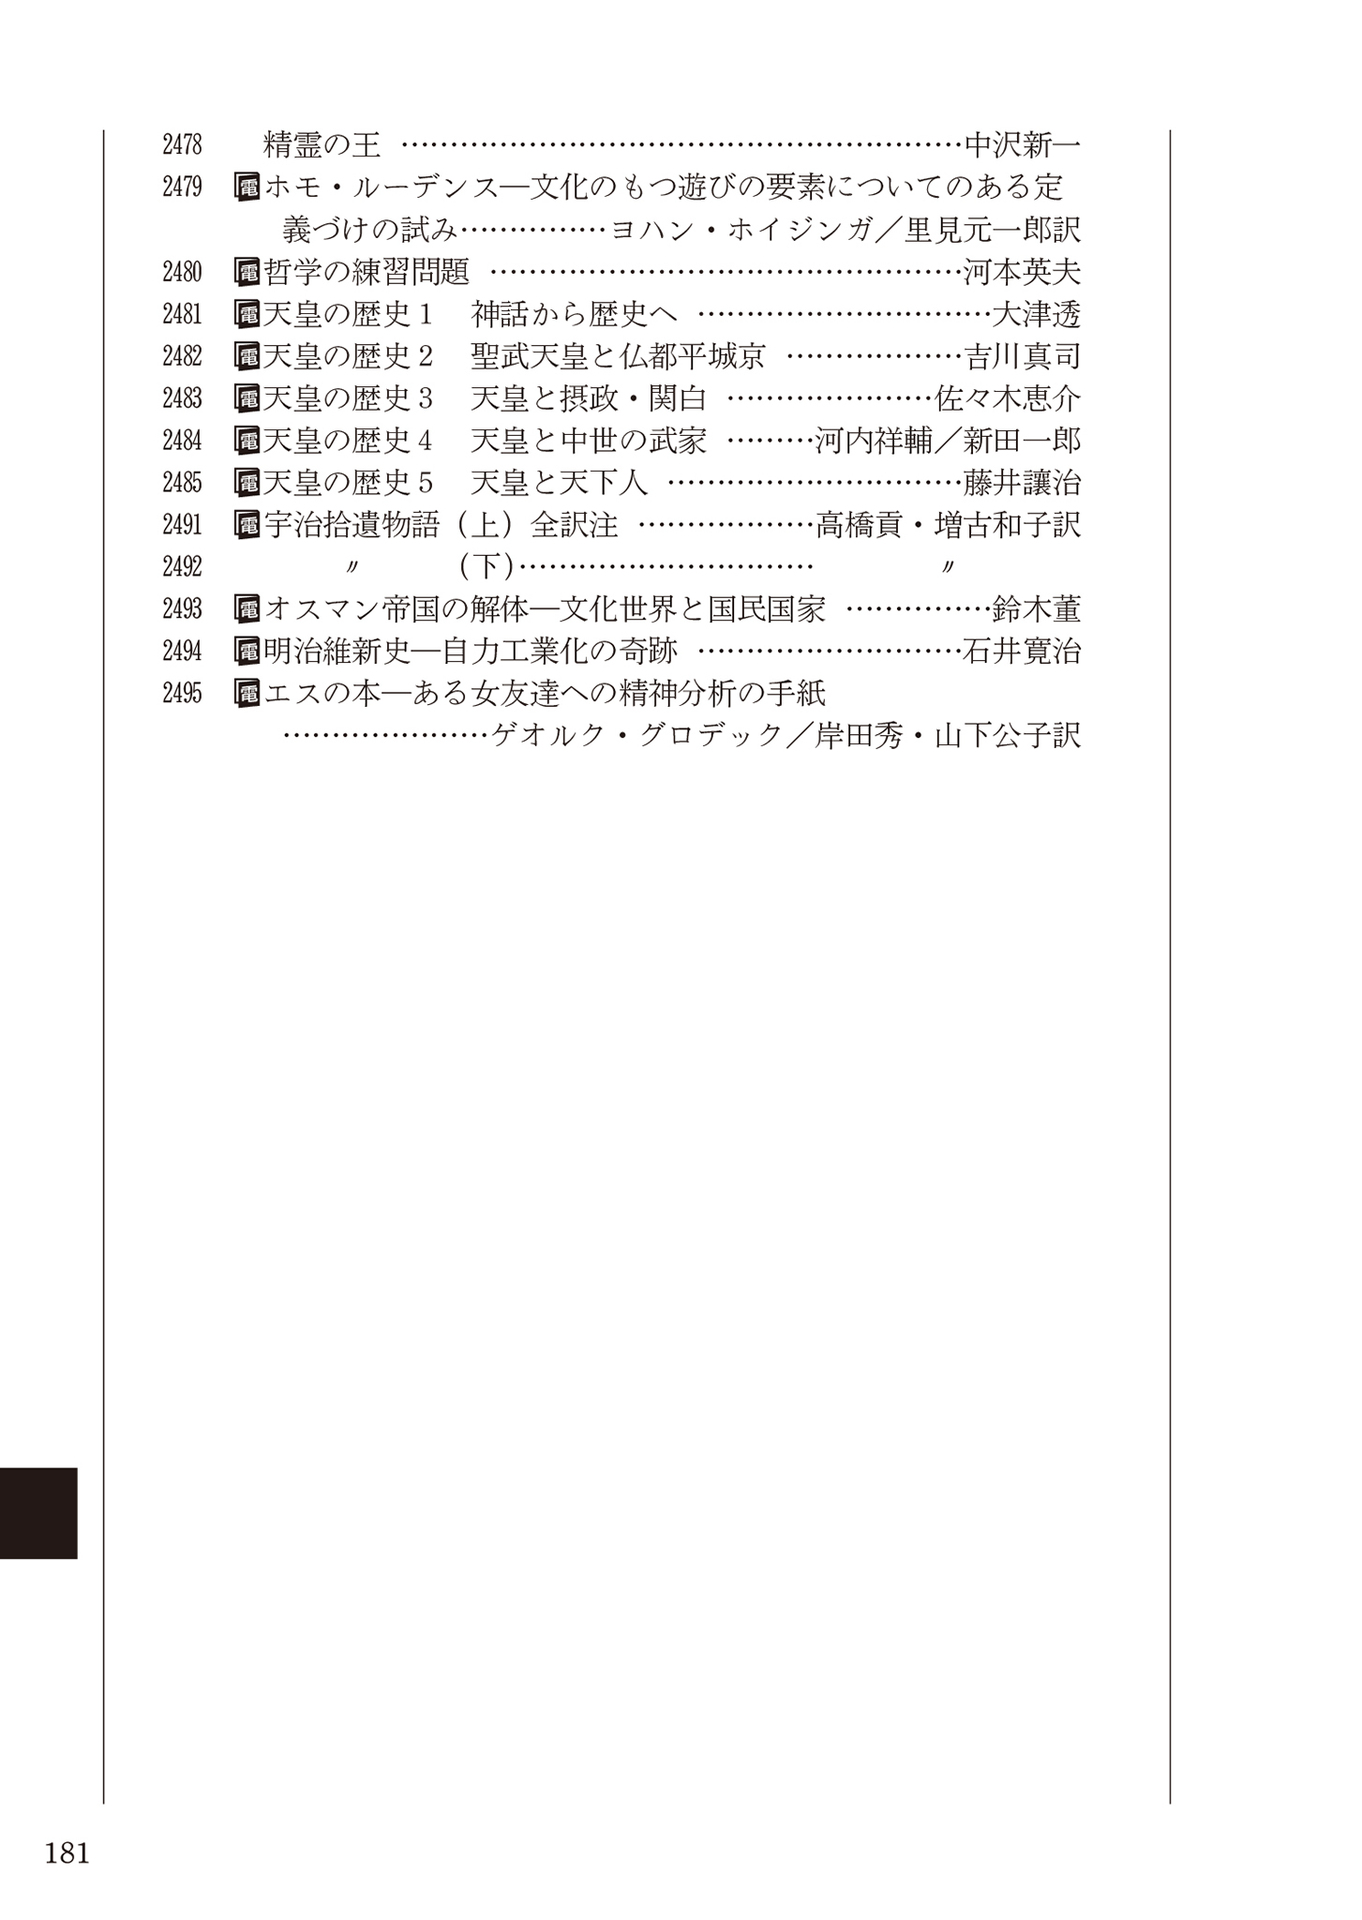 2478　精霊の王 ………………………………………………… 中沢新一
2479 電ホモ・ルーデンス―文化のもつ遊びの要素についてのある定
義づけの試み……………ヨハン・ホイジンガ／里見元一郎訳
2480 電哲学の練習問題 ………………………………………… 河本英夫
2481 電天皇の歴史1　神話から歴史へ ………………………… 大津透
2482 電天皇の歴史2　聖武天皇と仏都平城京 ……………… 吉川真司
2483 電天皇の歴史3　天皇と摂政・関白 ………………… 佐々木恵介
2484 電天皇の歴史4　天皇と中世の武家 ………河内祥輔／新田一郎
2485 電天皇の歴史5　天皇と天下人 ………………………… 藤井讓治
2491 電宇治拾遺物語（上）全訳注 ………………高橋貢・増古和子訳
2492　〃　（下）…………………………　〃
2493 電オスマン帝国の解体―文化世界と国民国家 ……………鈴木董
2494 電明治維新史―自力工業化の奇跡 ………………………石井寛治
2495 電エスの本―ある女友達への精神分析の手紙
…………………ゲオルク・グロデック／岸田秀・山下公子訳
181